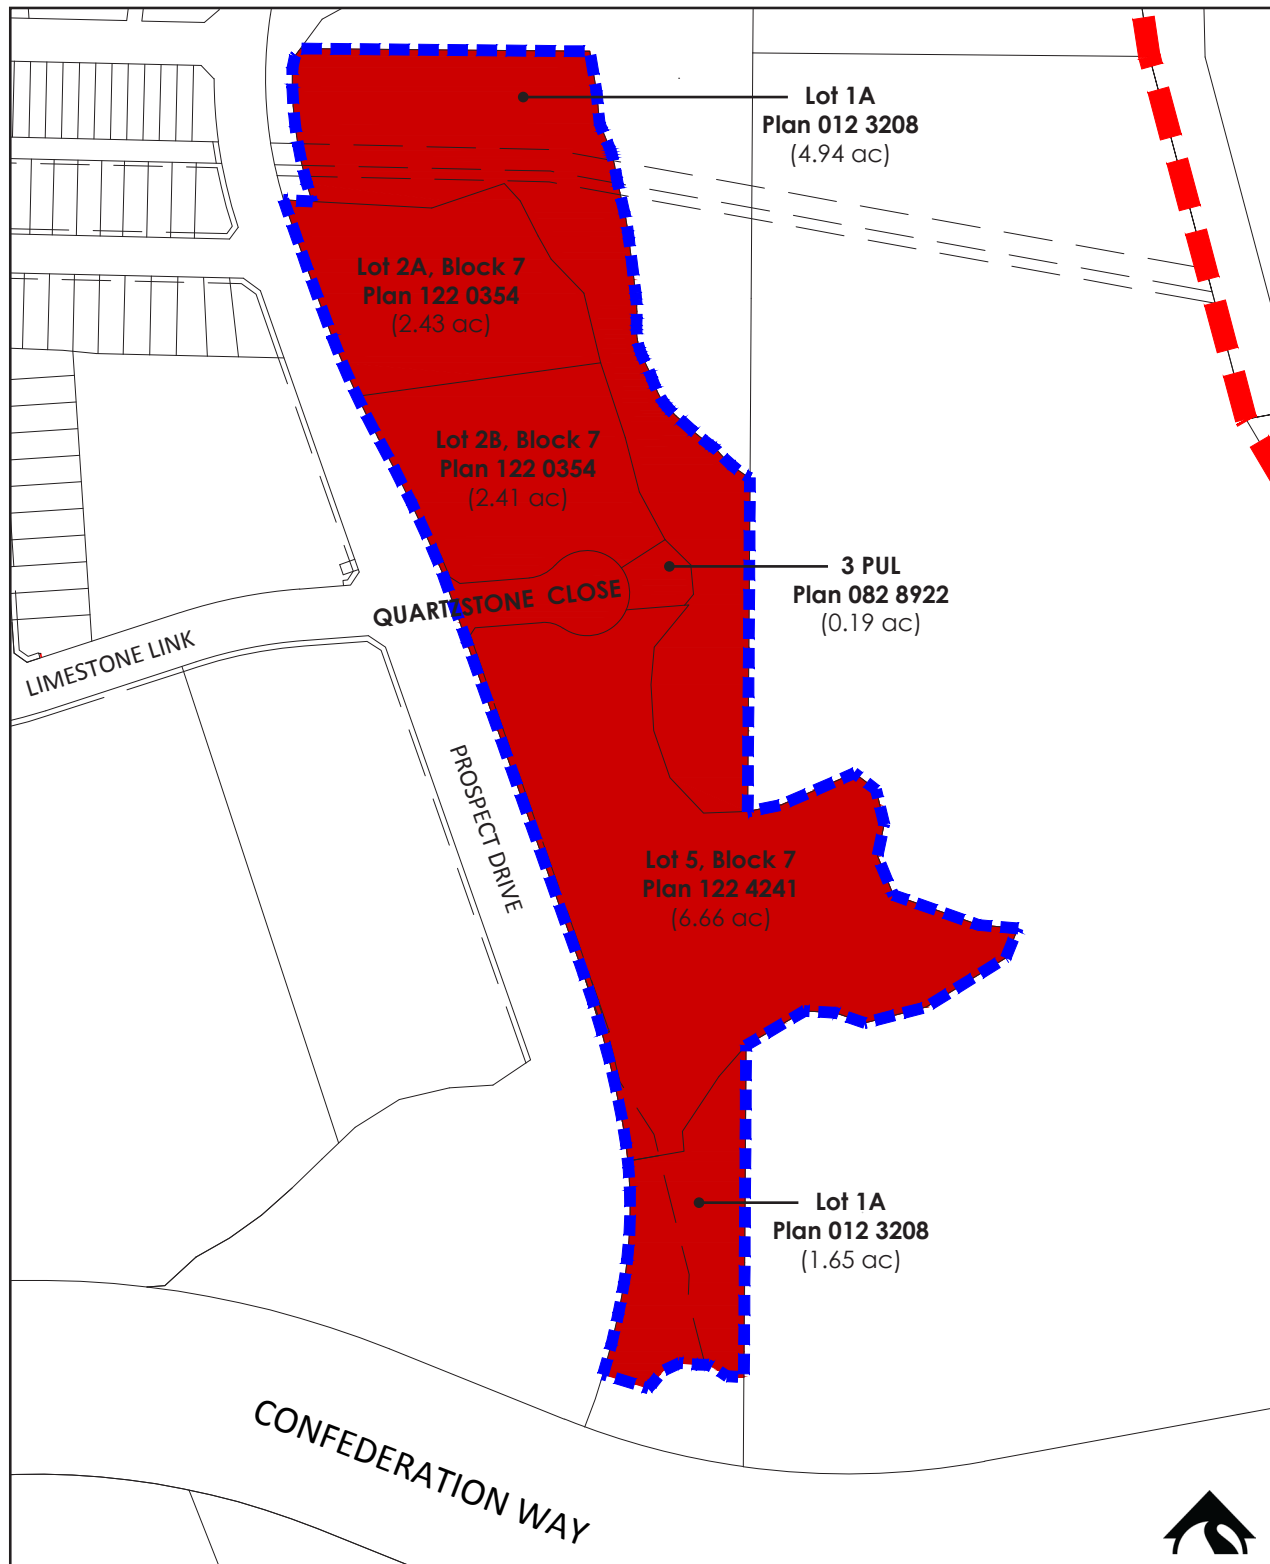 Lot 1A
Plan 012 3208
(4.94 ac)
Lot 2A, Block 7
Plan 122 0354
(2.43 ac)
Lot 2B, Block 7
Plan 122 0354
(2.41 ac)
3 PUL
Plan 082 8922
(0.19 ac)
QUARTZSTONE CLOSE
LIMESTONE LINK
PROSPECT DRIVE
Lot 5, Block 7
Plan 122 4241
(6.66 ac)
Lot 1A
Plan 012 3208
(1.65 ac)
CONFEDERATION WAY